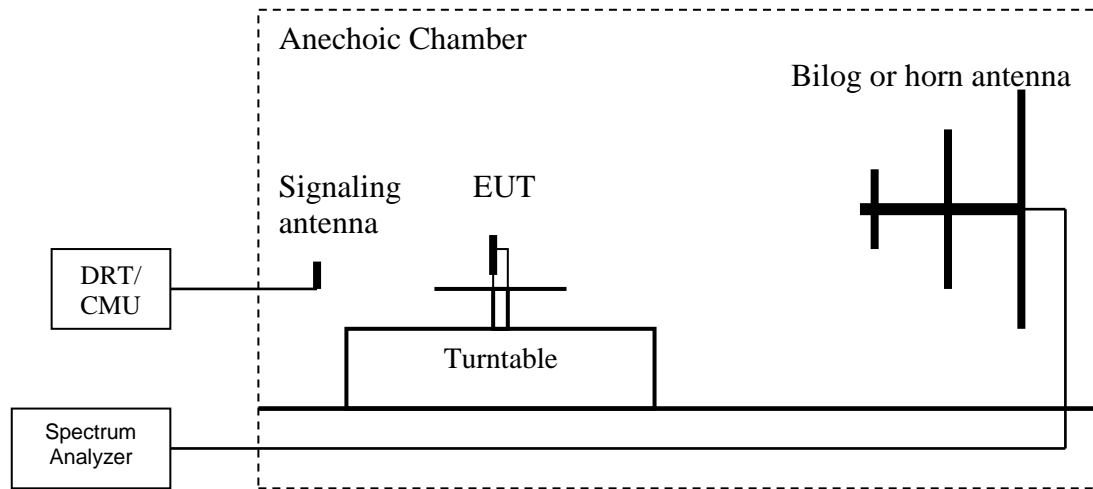 Anechoic Chamber
Bilog or horn antenna
Signaling
antenna
EUT
DRT/
CMU
Turntable
Spectrum
Analyzer